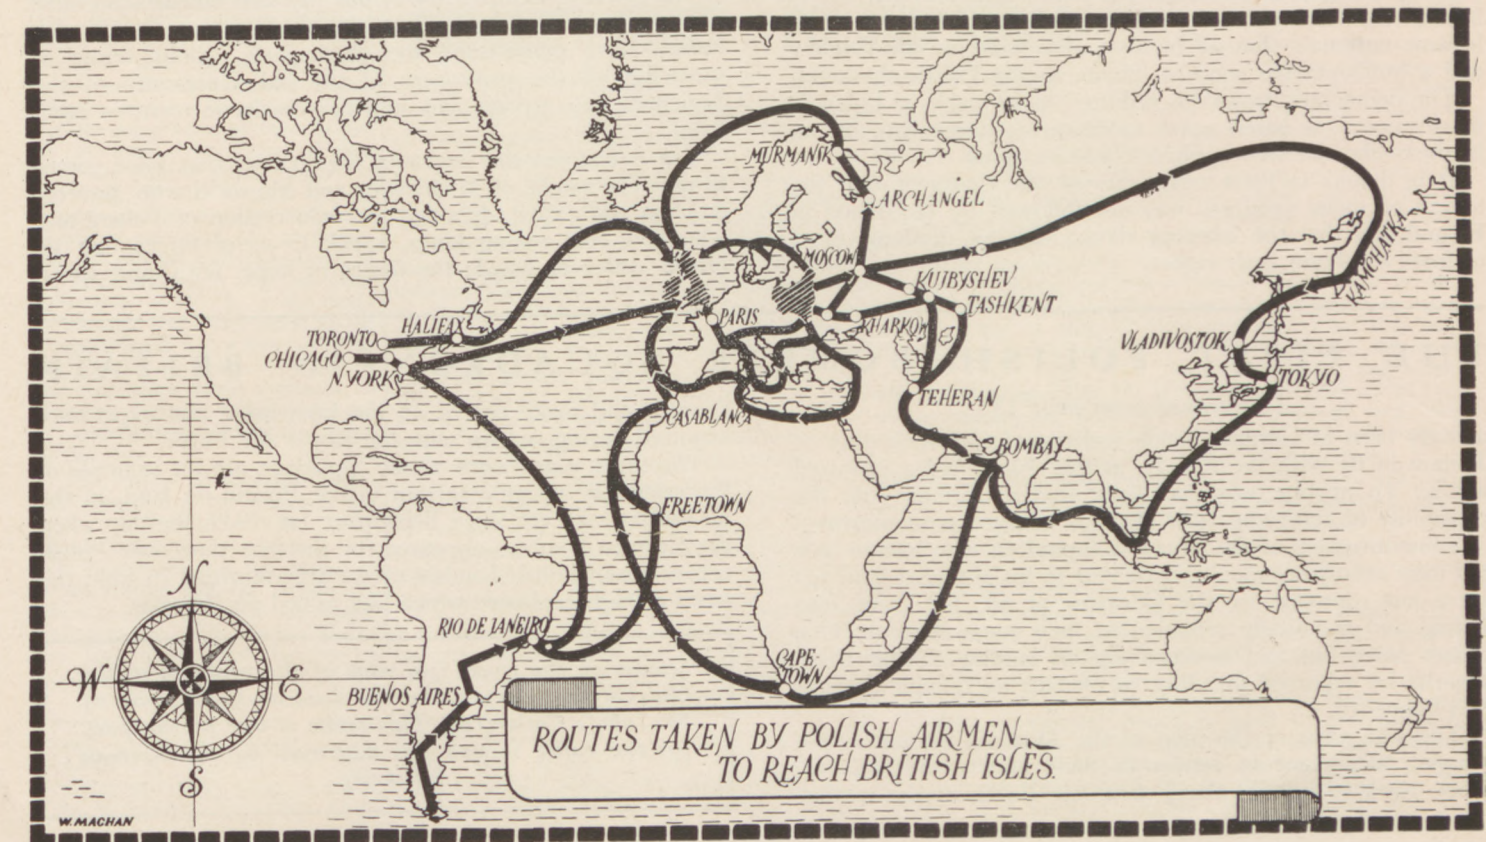 MURMANSK
ARCHANGEL
MOSCOW
KUJBYSHEV
TASHKENT
KAMCHATKA
PARIS
KHARKOW
HALIFAX
TORONTO
CHICAGO
N.YORK
VLADIVOSTOK
TOKYO
TEHERAN
CASABLANCA
BOMBAY
FREETOWN
N
RIO DE JANEIRO
W
E
CAPE-
TOWN
BUENOS AIRES
S
ROUTES TAKEN BY POLISH AIRMEN
TO REACH BRITISH ISLES.
W. MACHAN